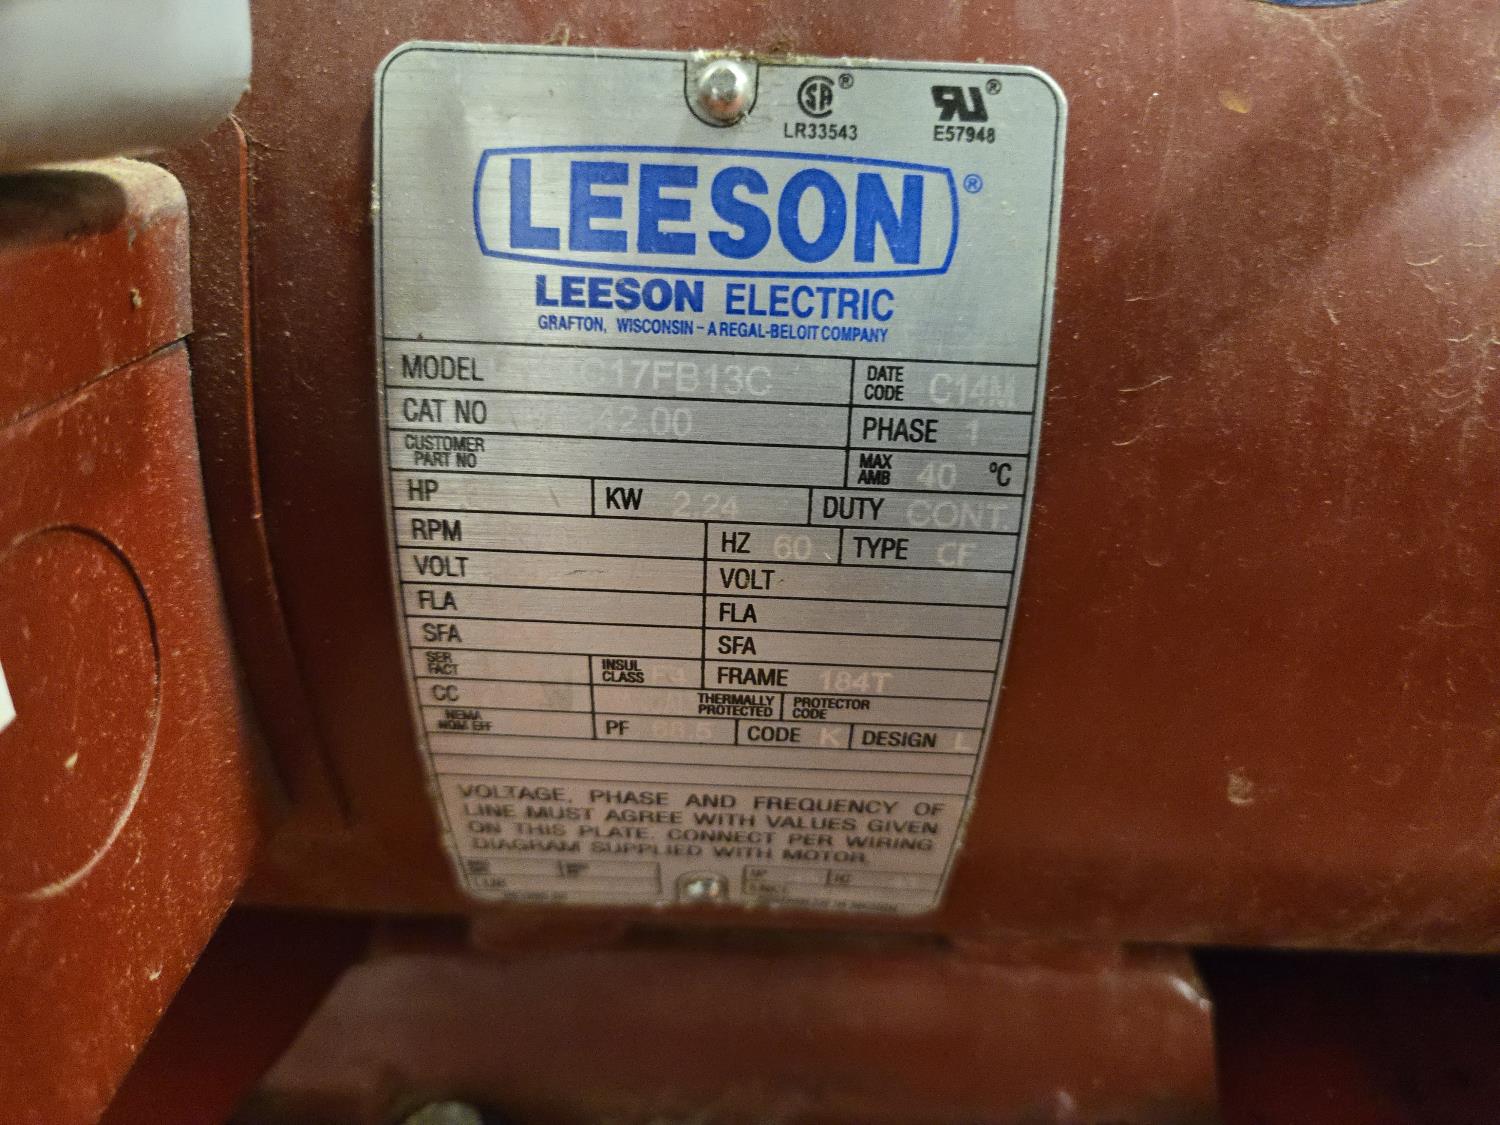 SA®
LR33543
RU®
E57948
LEESON®
LEESON ELECTRIC
GRAFTON, WISCONSIN - A REGAL-BELOIT COMPANY
MODEL C 17FB13C DATE CODE C14M
CAT NO 42.00 PHASE 1
CUSTOMER PART NO MAX AMB 40 ºC
HP KW 2.24 DUTY CONT.
RPM HZ 60 TYPE CF
VOLT VOLT
FLA FLA
SFA SFA
SER FACT INSUL CLASS FRAME 184T
CC THERMALLY PROTECTED PROTECTOR CODE
NEMA NOM EFF PF CODE K DESIGN L
VOLTAGE, PHASE AND FREQUENCY OF
LINE MUST AGREE WITH VALUES GIVEN
ON THIS PLATE. CONNECT PER WIRING
DIAGRAM SUPPLIED WITH MOTOR.